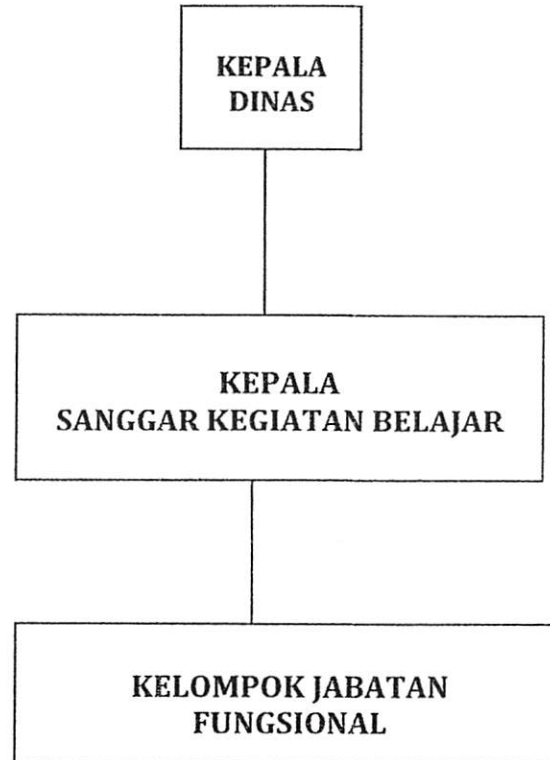 KEPALA
DINAS
KEPALA
SANGGAR KEGIATAN BELAJAR
KELOMPOK JABATAN
FUNGSIONAL